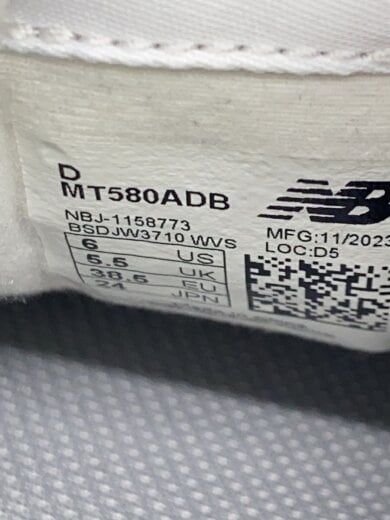 D
MT580ADB
NB
NBJ-1158773
BSDJW3710 WVS
MFG:11/2023
LOC:D5
6 US
5.5 UK
38.5 EU
24 JPN